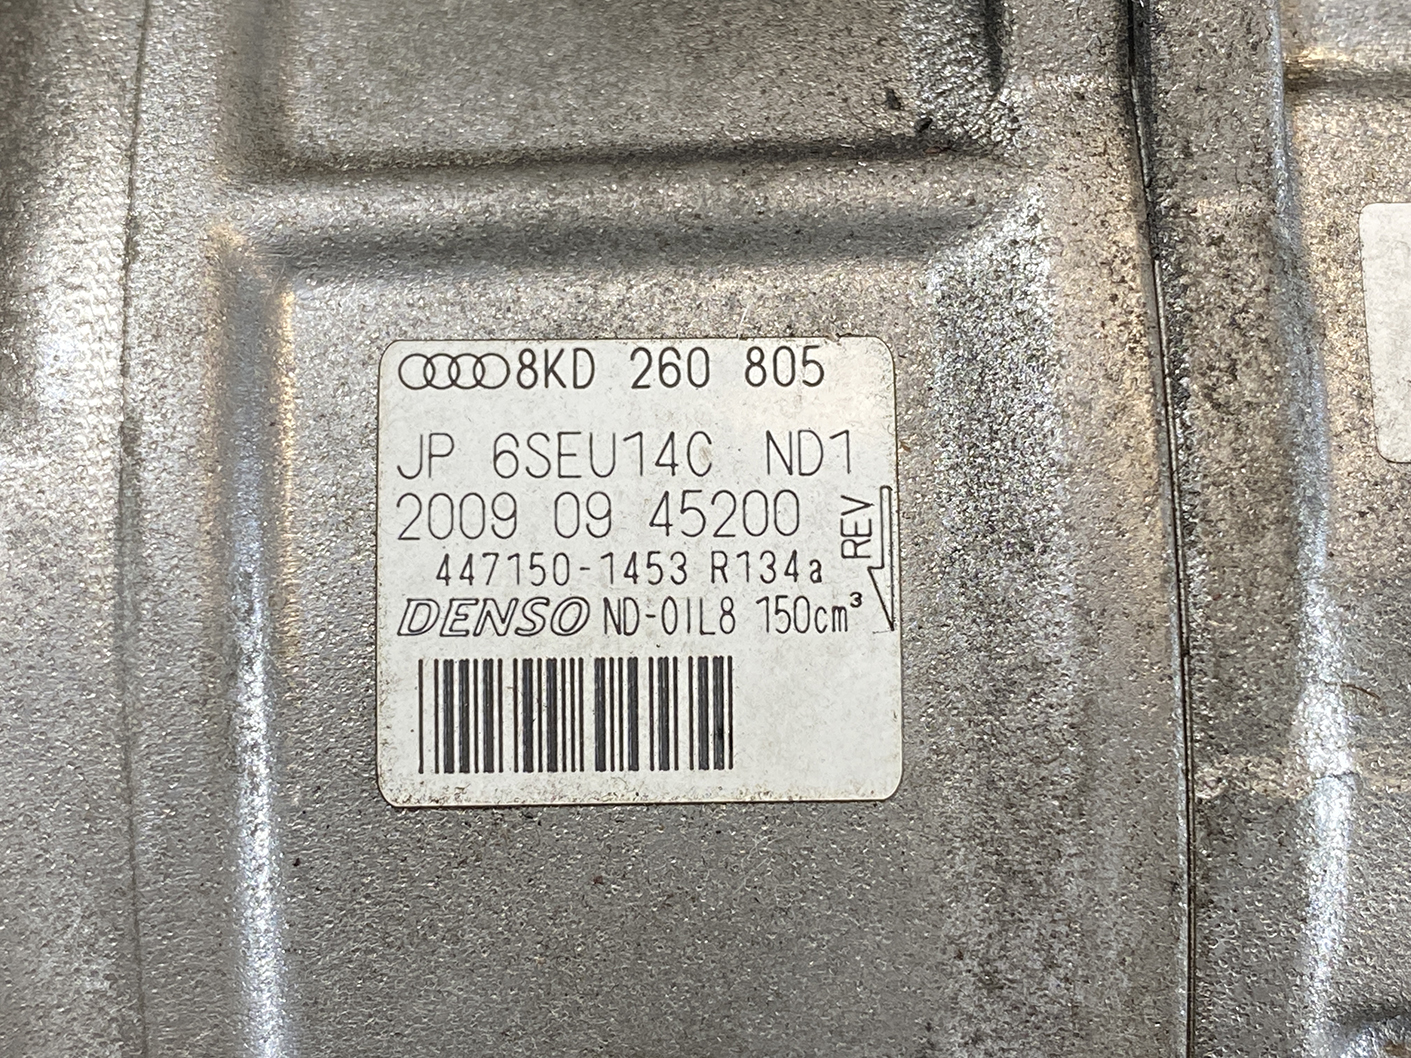 8KD 260 805
JP 6SEU14C ND1
2009 09 45200
REV
447150-1453 R134a
DENSO ND-OIL8 150cm³